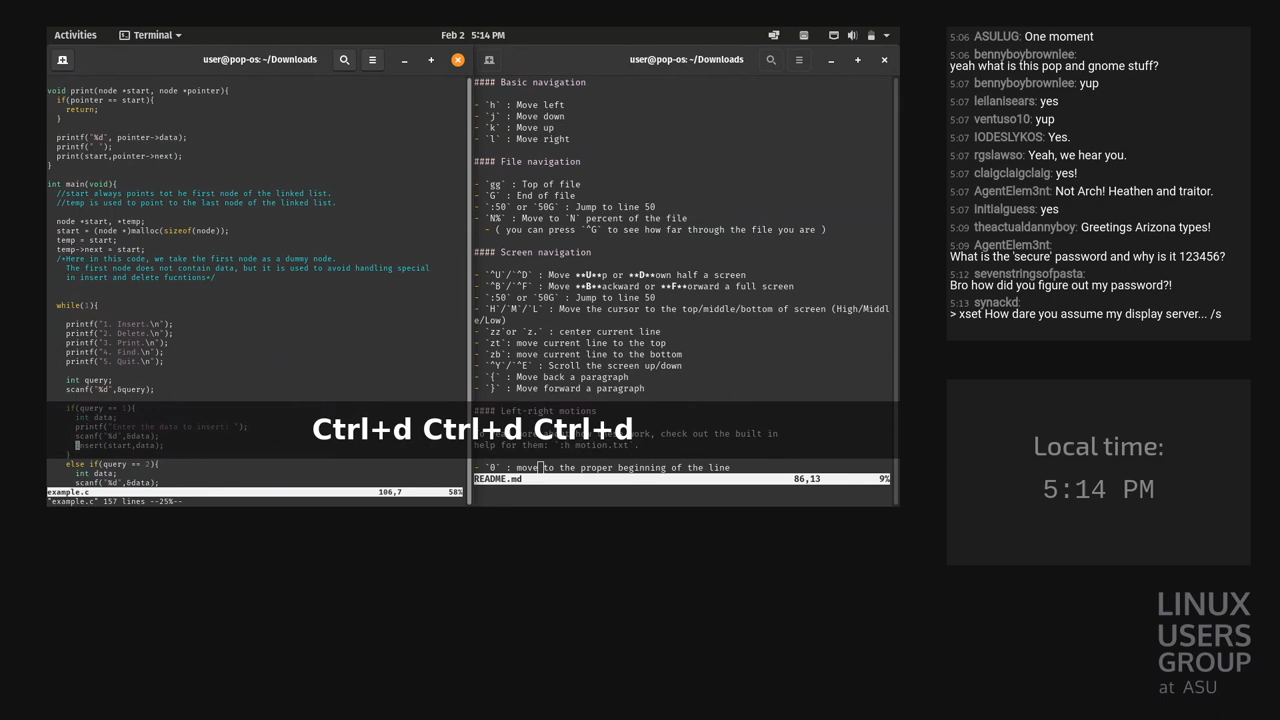 Activities
Terminal
Feb 2 5:14 PM
user@pop-os: ~/Downloads
void print(node *start, node *pointer){
if(pointer == start){
return;
}
printf("%d", pointer->data);
printf(" ");
print(start,pointer->next);
}
int main(void){
//start always points tot he first node of the linked list.
//temp is used to point to the last node of the linked list.
node *start, *temp;
start = (node *)malloc(sizeof(node));
temp = start;
temp->next = start;
/*Here in this code, we take the first node as a dummy node.
The first node does not contain data, but it is used to avoid handling special
in insert and delete fucntions*/
while(1){
printf("1. Insert.\n");
printf("2. Delete.\n");
printf("3. Print.\n");
printf("4. Find.\n");
printf("5. Quit.\n");
int query;
scanf("%d",&query);
if(query == 1){
int data;
printf("Enter the data to insert: ");
scanf("%d",&data);
insert(start,data);
}
else if(query == 2){
int data;
scanf("%d",&data);
example.c 106,7 58%
"example.c" 157 lines --25%--
user@pop-os: ~/Downloads
#### Basic navigation
- `h` : Move left
- `j` : Move down
- `k` : Move up
- `l` : Move right
#### File navigation
- `gg` : Top of file
- `G` : End of file
- `:50` or `50G` : Jump to line 50
- `N%` : Move to `N` percent of the file
- ( you can press `^G` to see how far through the file you are )
#### Screen navigation
- `^U`/`^D` : Move **U**p or **D**own half a screen
- `^B`/`^F` : Move **B**ackward or **F**orward a full screen
- `:50` or `50G` : Jump to line 50
- `H`/`M`/`L` : Move the cursor to the top/middle/bottom of screen (High/Middl
e/Low)
- `zz`or `z.` : center current line
- `zt`: move current line to the top
- `zb`: move current line to the bottom
- `^Y`/`^E` : Scroll the screen up/down
- `{` : Move back a paragraph
- `}` : Move forward a paragraph
#### Left-right motions
work, check out the built in
help for them: `:h motion.txt`.
- `0` : move to the proper beginning of the line
README.md 86,13 9%
Ctrl+d Ctrl+d Ctrl+d
5:06 ASULUG: One moment
5:06 bennyboybrownlee:
yeah what is this pop and gnome stuff?
5:07 bennyboybrownlee: yup
5:07 leilanisears: yes
5:07 ventuso10: yup
5:07 IODESLYKOS: Yes.
5:07 rgslawso: Yeah, we hear you.
5:07 claigclaigclaig: yes!
5:07 AgentElem3nt: Not Arch! Heathen and traitor.
5:07 initialguess: yes
5:09 theactualdannyboy: Greetings Arizona types!
5:09 AgentElem3nt:
What is the 'secure' password and why is it 123456?
5:12 sevenstringsofpasta:
Bro how did you figure out my password?!
5:13 synackd:
> xset How dare you assume my display server... /s
Local time:
5:14 PM
LINUX
USERS
GROUP
at ASU